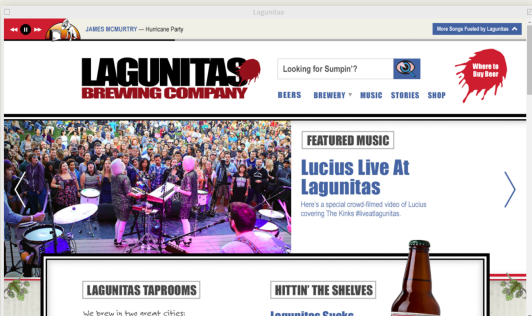 Lagunitas
JAMES MCMURTRY — Hurricane Party
More Songs Fueled by Lagunitas
LAGUNITAS
BREWING COMPANY
Looking for Sumpin'?
Where to
Buy Beer
BEERS BREWERY MUSIC STORIES SHOP
FEATURED MUSIC
Lucius Live At
Lagunitas
Here's a special crowd-filmed video of Lucius
covering The Kinks #liveatlagunitas.
LAGUNITAS TAPROOMS
HITTIN' THE SHELVES
We brew in two great cities:
Lagunitas Sucks